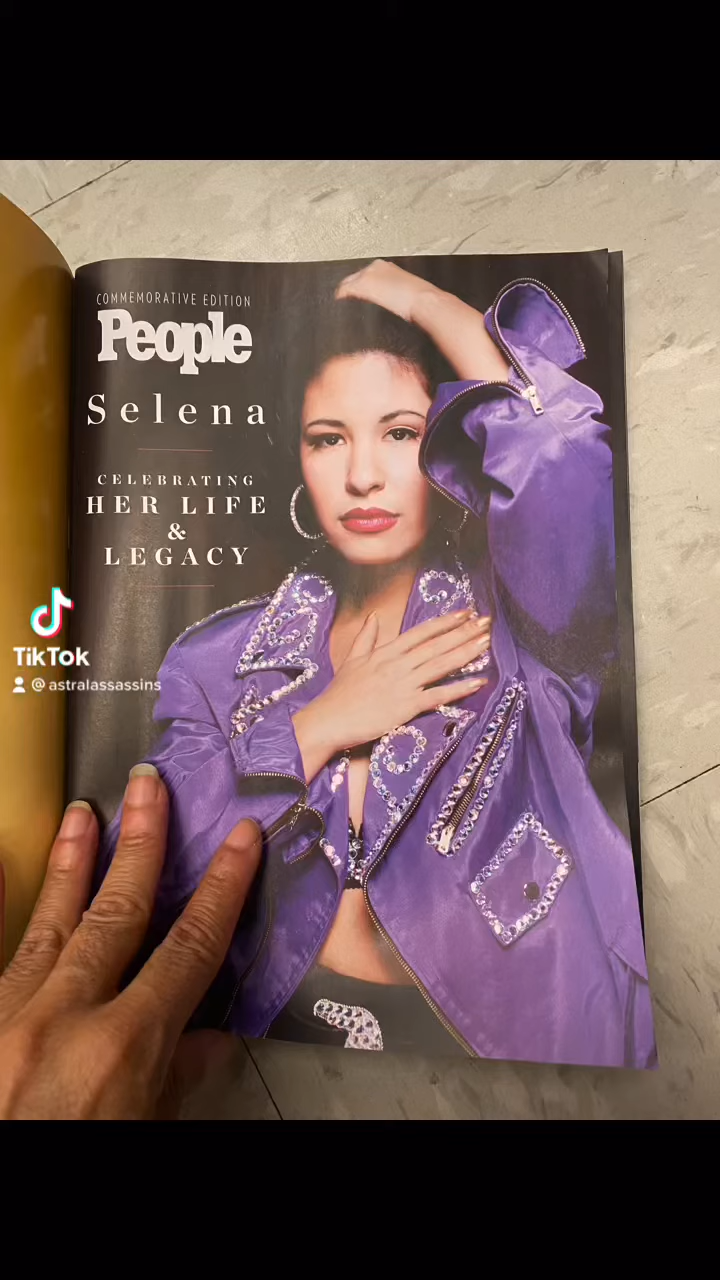 COMMEMORATIVE EDITION
People
Selena
CELEBRATING
HER LIFE
&
LEGACY
TikTok
@astralassassins